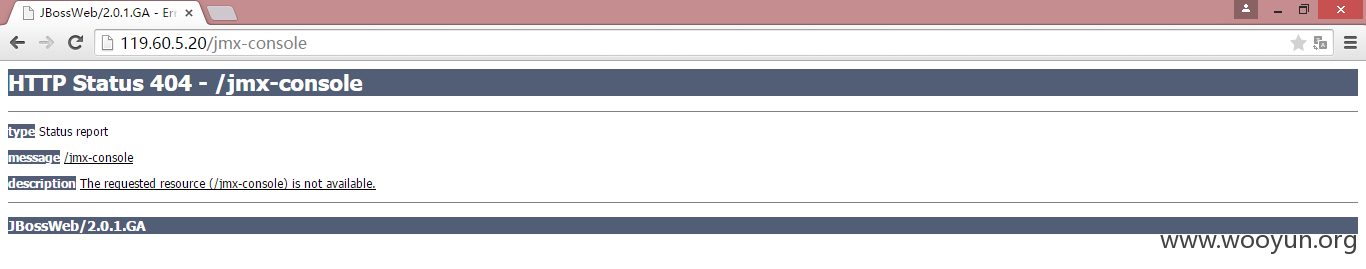 JBossWeb/2.0.1.GA - Err
119.60.5.20/jmx-console
HTTP Status 404 - /jmx-console
type Status report
message /jmx-console
description The requested resource (/jmx-console) is not available.
JBossWeb/2.0.1.GA
www.wooyun.org